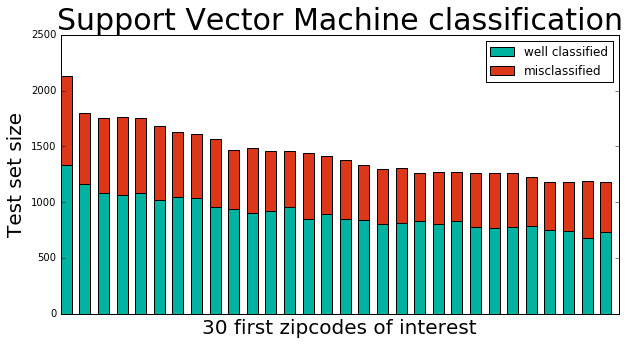 Support Vector Machine classification
2500
2000
1500
1000
500
0
Test set size
well classified
misclassified
30 first zipcodes of interest